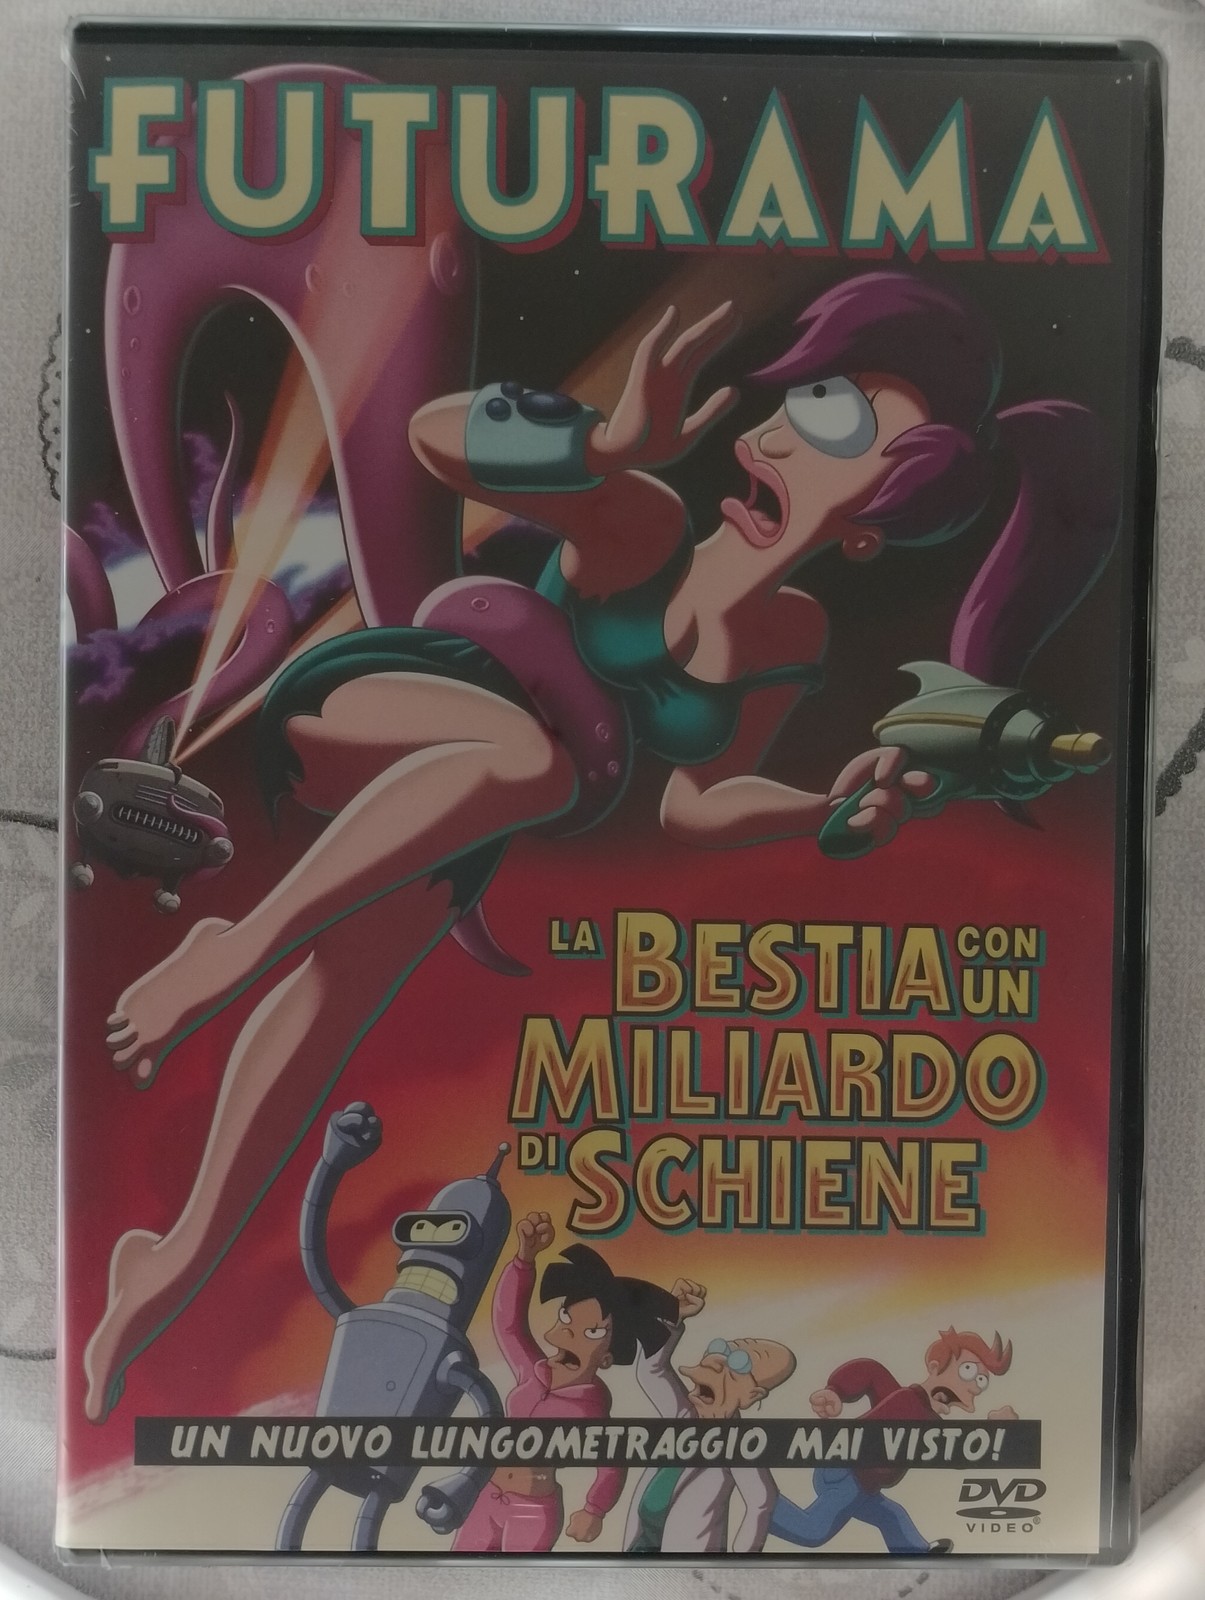 FUTURAMA
LA BESTIA CON UN
MILIARDO
DI SCHIENE
UN NUOVO LUNGOMETRAGGIO MAI VISTO!
DVD
VIDEO